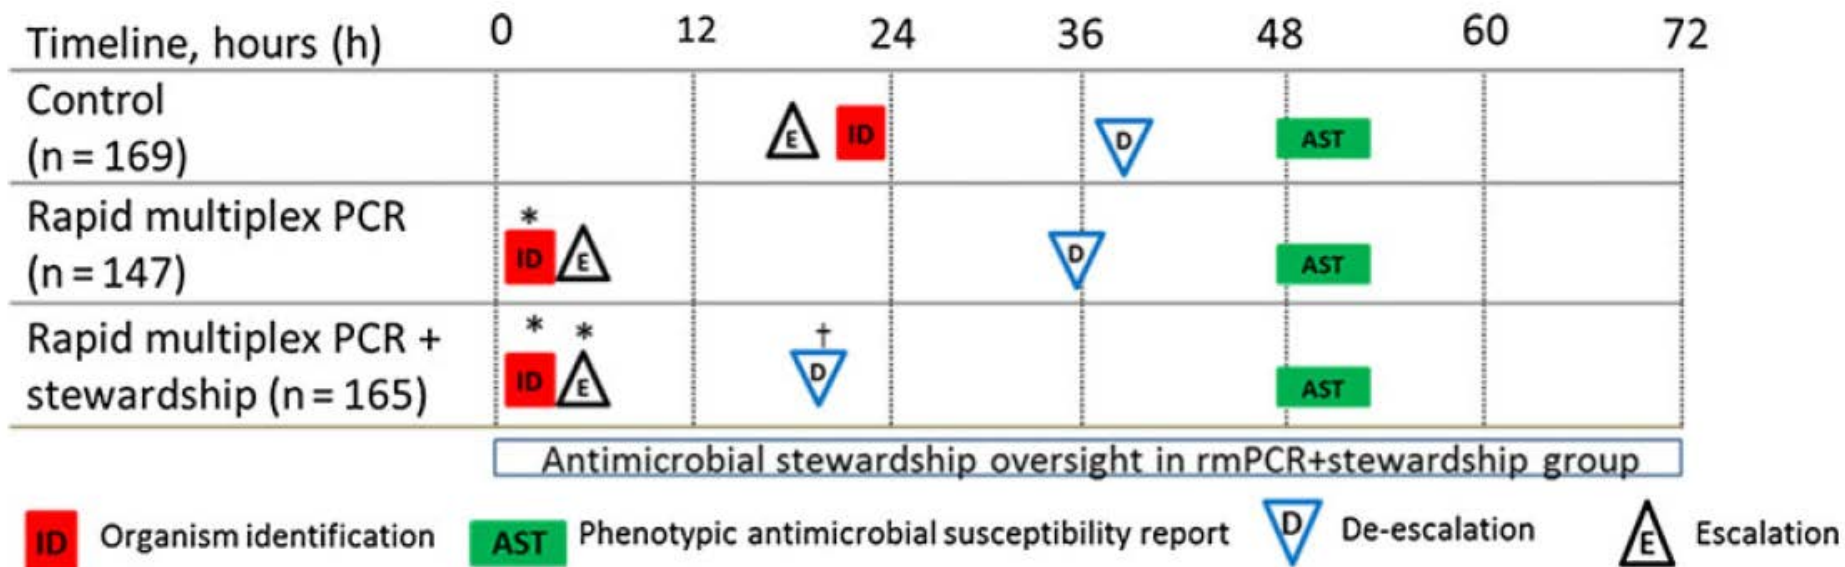 Timeline, hours (h) 0 12 24 36 48 60 72
Control
(n = 169)
E ID D AST
Rapid multiplex PCR
(n = 147)
*
ID E D AST
Rapid multiplex PCR +
stewardship (n = 165)
* * †
ID E D AST
Antimicrobial stewardship oversight in rmPCR+stewardship group
ID Organism identification AST Phenotypic antimicrobial susceptibility report D De-escalation E Escalation